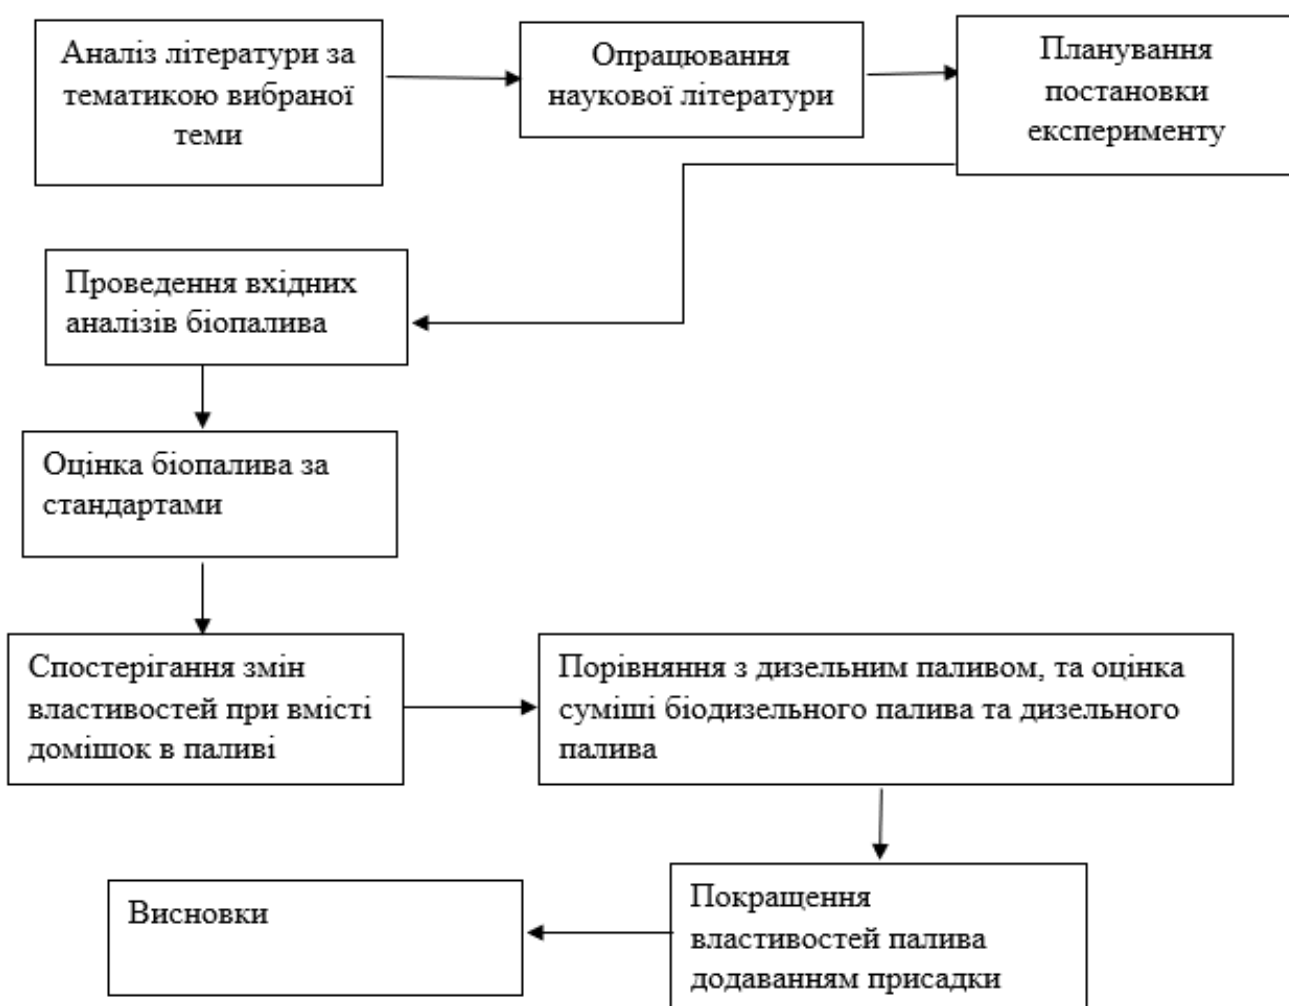 Аналіз літератури за
тематикою вибраної
теми
Опрацювання
наукової літератури
Планування
постановки
експерименту
Проведення вхідних
аналізів біопалива
Оцінка біопалива за
стандартами
Спостерігання змін
властивостей при вмісті
домішок в паливі
Порівняння з дизельним паливом, та оцінка
суміші біодизельного палива та дизельного
палива
Покращення
властивостей палива
додаванням присадки
Висновки